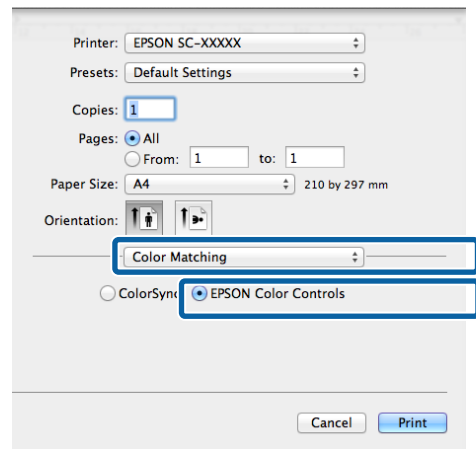 Printer: EPSON SC-XXXXX
Presets: Default Settings
Copies: 1
Pages: All
From: 1 to: 1
Paper Size: A4 210 by 297 mm
Orientation:
Color Matching
ColorSync EPSON Color Controls
Cancel Print